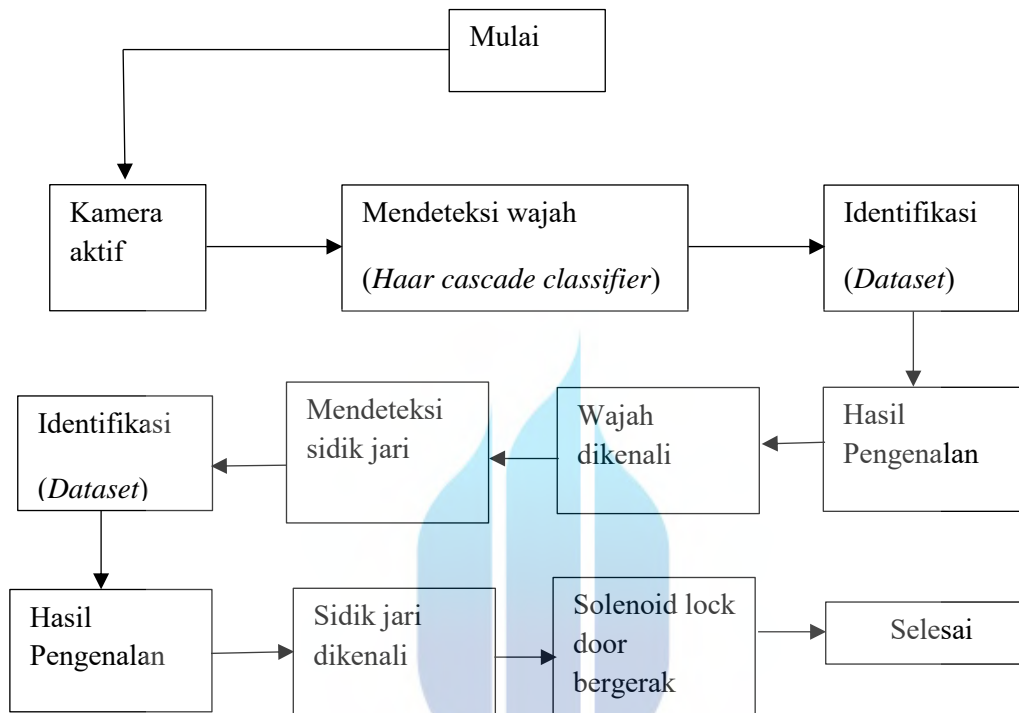 Mulai
Kamera
aktif
Mendeteksi wajah
(Haar cascade classifier)
Identifikasi
(Dataset)
Hasil
Pengenalan
Wajah
dikenali
Mendeteksi
sidik jari
Identifikasi
(Dataset)
Hasil
Pengenalan
Sidik jari
dikenali
Solenoid lock
door
bergerak
Selesai